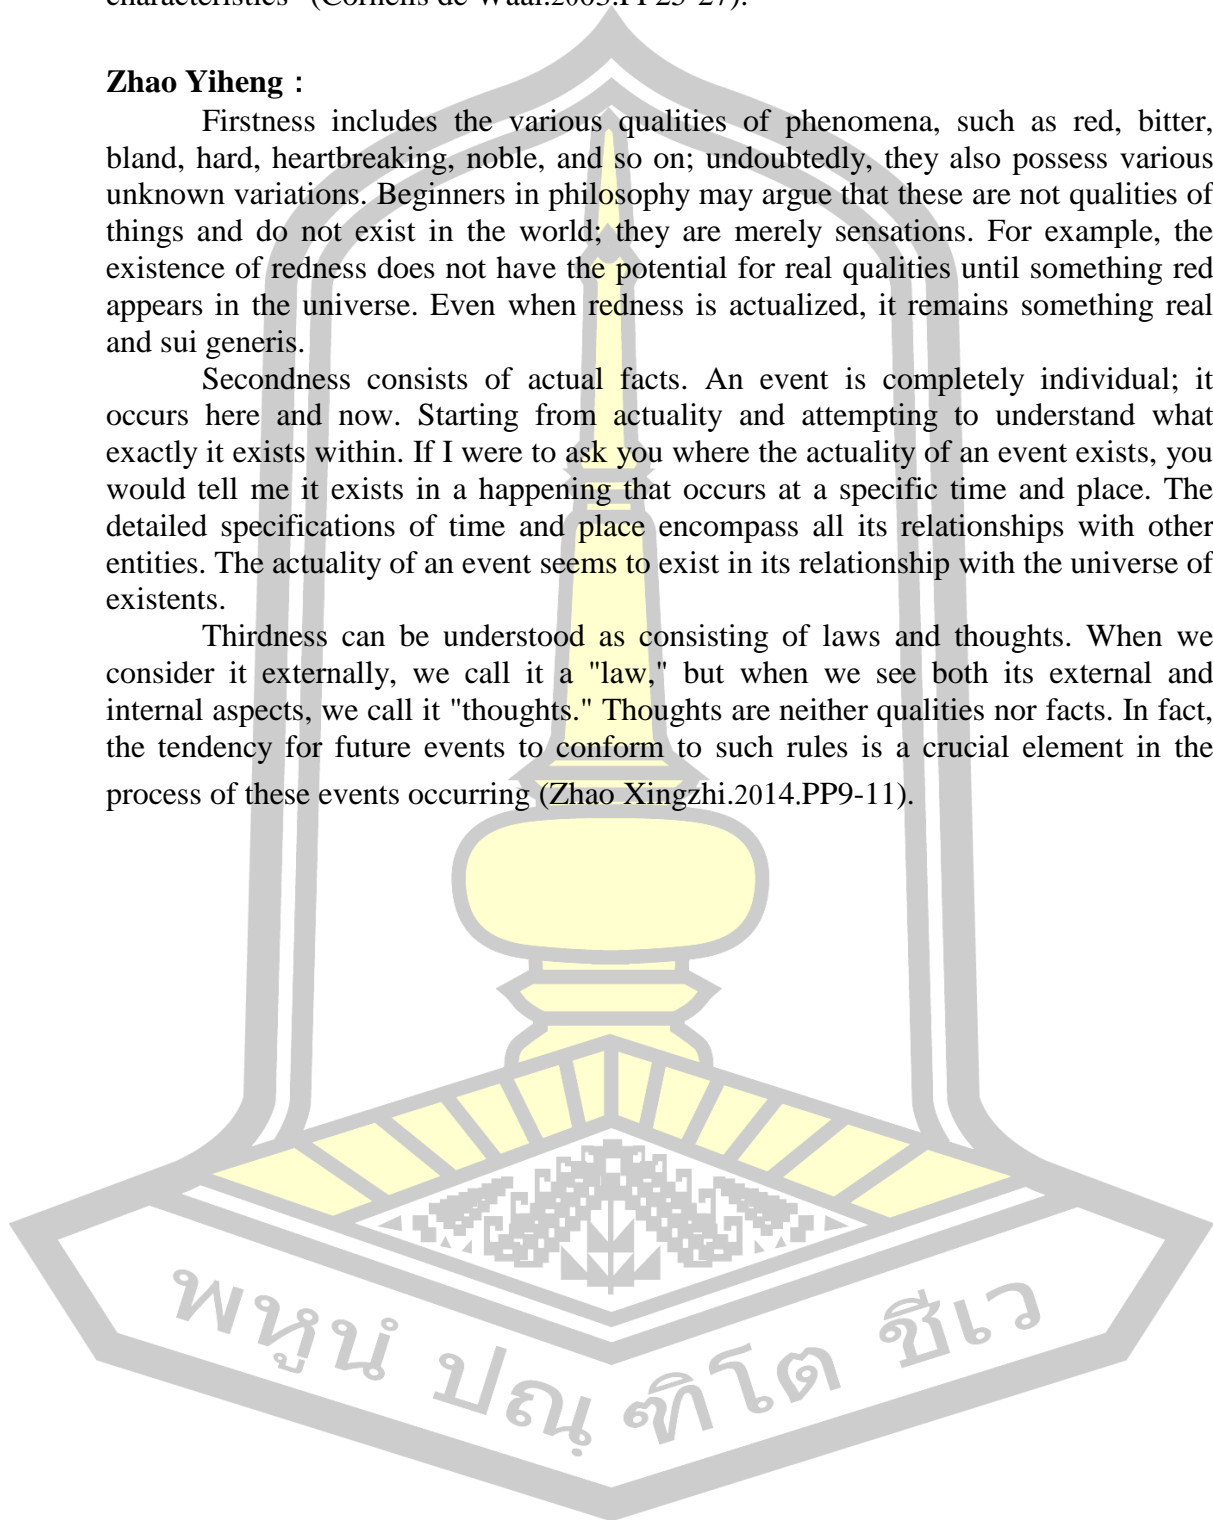 characteristics" (Cornelis de Waal.2003.PP23-27).
Zhao Yiheng：
Firstness includes the various qualities of phenomena, such as red, bitter,
bland, hard, heartbreaking, noble, and so on; undoubtedly, they also possess various
unknown variations. Beginners in philosophy may argue that these are not qualities of
things and do not exist in the world; they are merely sensations. For example, the
existence of redness does not have the potential for real qualities until something red
appears in the universe. Even when redness is actualized, it remains something real
and sui generis.
Secondness consists of actual facts. An event is completely individual; it
occurs here and now. Starting from actuality and attempting to understand what
exactly it exists within. If I were to ask you where the actuality of an event exists, you
would tell me it exists in a happening that occurs at a specific time and place. The
detailed specifications of time and place encompass all its relationships with other
entities. The actuality of an event seems to exist in its relationship with the universe of
existents.
Thirdness can be understood as consisting of laws and thoughts. When we
consider it externally, we call it a "law," but when we see both its external and
internal aspects, we call it "thoughts." Thoughts are neither qualities nor facts. In fact,
the tendency for future events to conform to such rules is a crucial element in the
process of these events occurring (Zhao Xingzhi.2014.PP9-11).
พหูนํ ปณฺฑิโต ชีเว